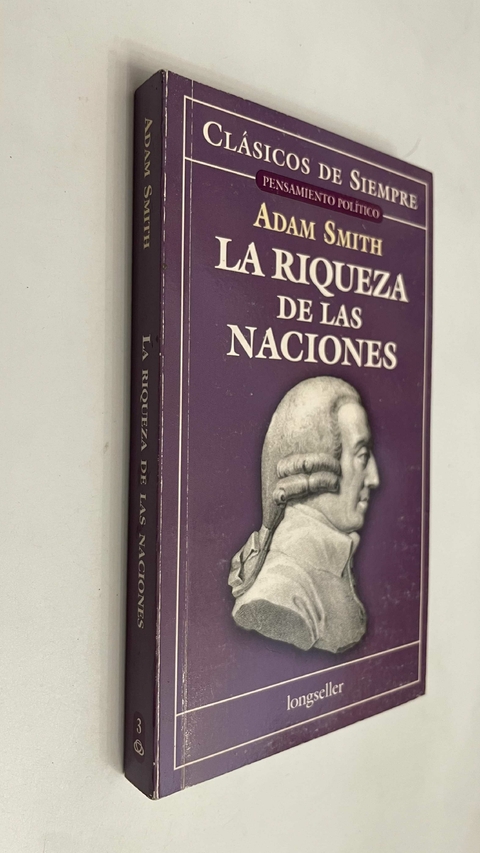 CLÁSICOS DE SIEMPRE
PENSAMIENTO POLÍTICO
ADAM SMITH
LA RIQUEZA
DE LAS
NACIONES
longseller
ADAM SMITH
LA RIQUEZA DE LAS NACIONES
3